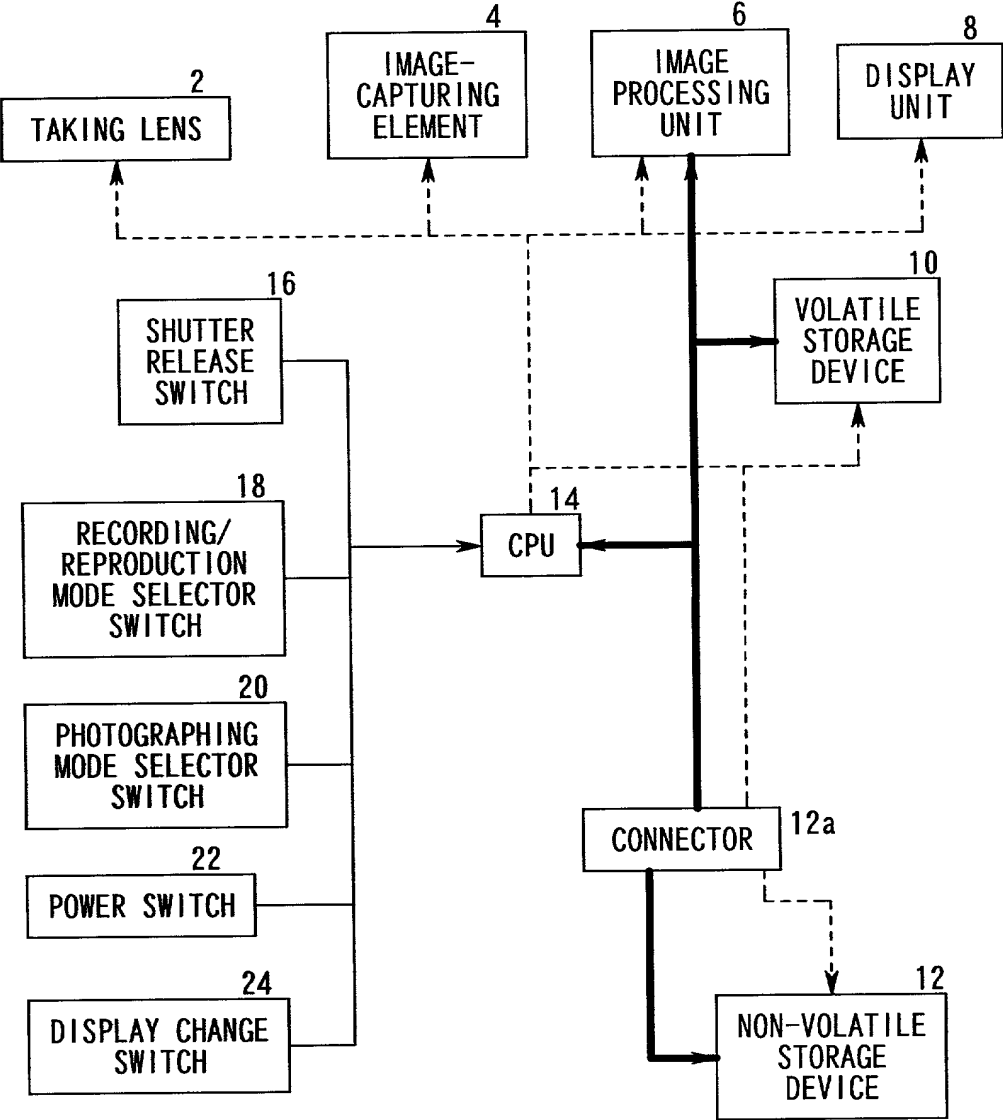 2
TAKING LENS
4
IMAGE-
CAPTURING
ELEMENT
6
IMAGE
PROCESSING
UNIT
8
DISPLAY
UNIT
10
VOLATILE
STORAGE
DEVICE
16
SHUTTER
RELEASE
SWITCH
18
RECORDING/
REPRODUCTION
MODE SELECTOR
SWITCH
14
CPU
20
PHOTOGRAPHING
MODE SELECTOR
SWITCH
CONNECTOR
12a
22
POWER SWITCH
24
DISPLAY CHANGE
SWITCH
12
NON-VOLATILE
STORAGE
DEVICE